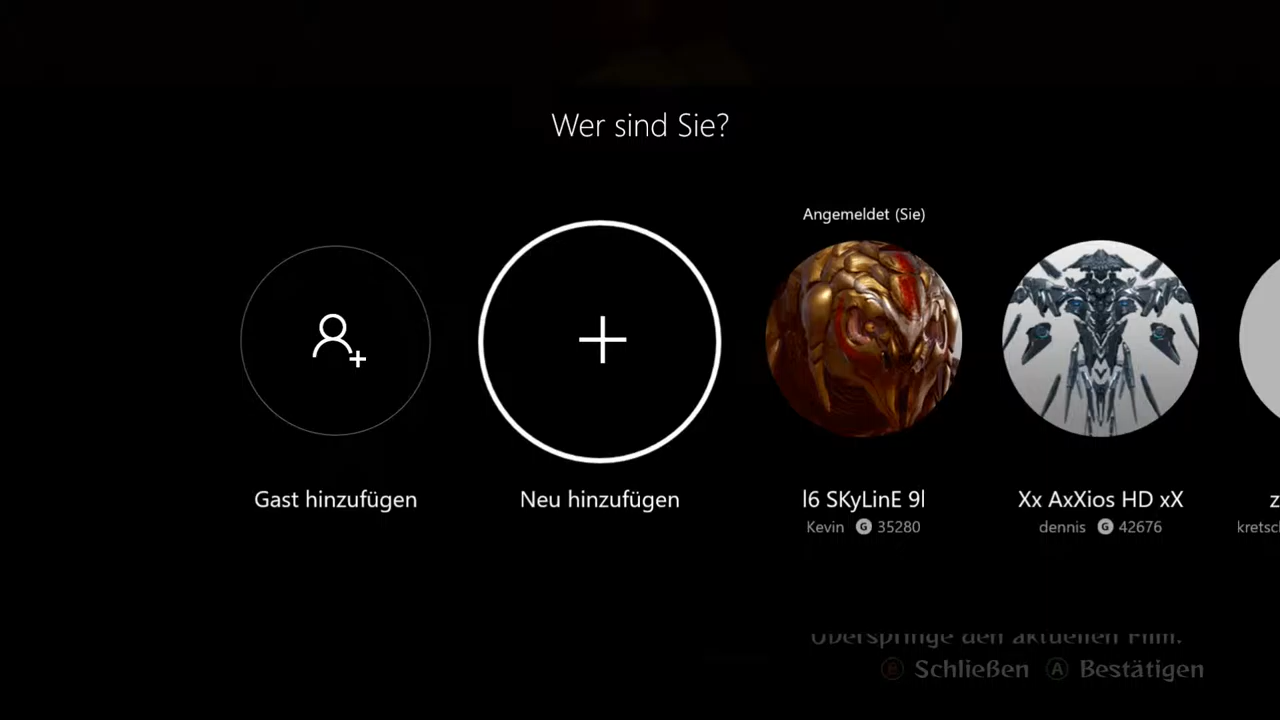 Wer sind Sie?
Angemeldet (Sie)
Gast hinzufügen
Neu hinzufügen
l6 SKyLinE 9l
Kevin G 35280
Xx AxXios HD xX
dennis G 42676
Überspringe den aktuellen Film.
B Schließen A Bestätigen